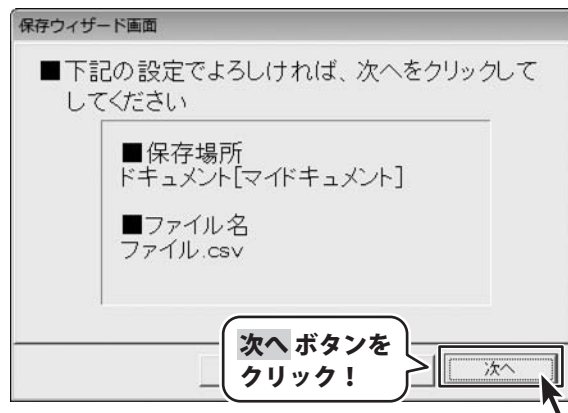 保存ウィザード画面
■下記の設定でよろしければ、次へをクリックして
してください
■保存場所
ドキュメント[マイドキュメント]
■ファイル名
ファイル.csv
次へ ボタンを
クリック！
次へ